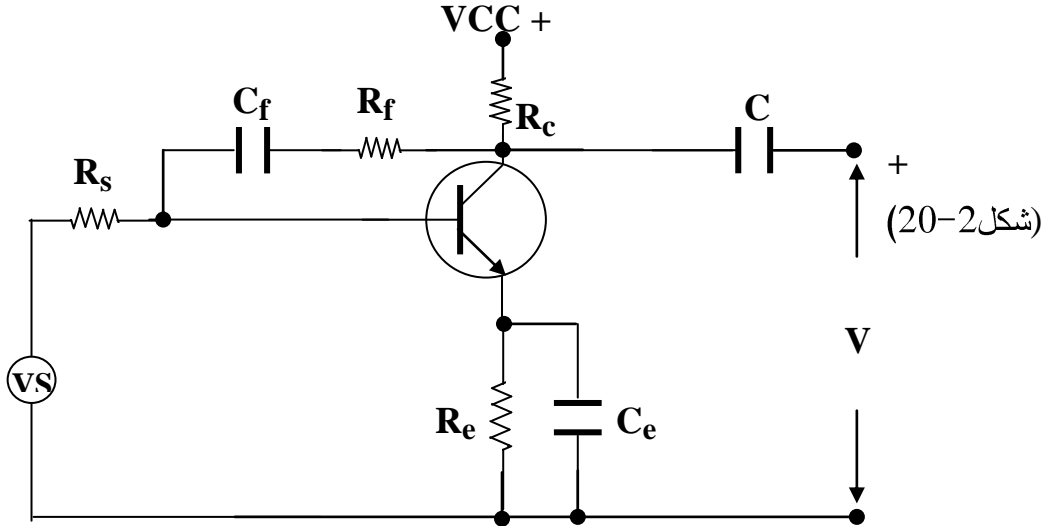 VCC +
Cf
Rf
Rc
C
Rs
+
(شكل2-20)
vs
V
Re
Ce